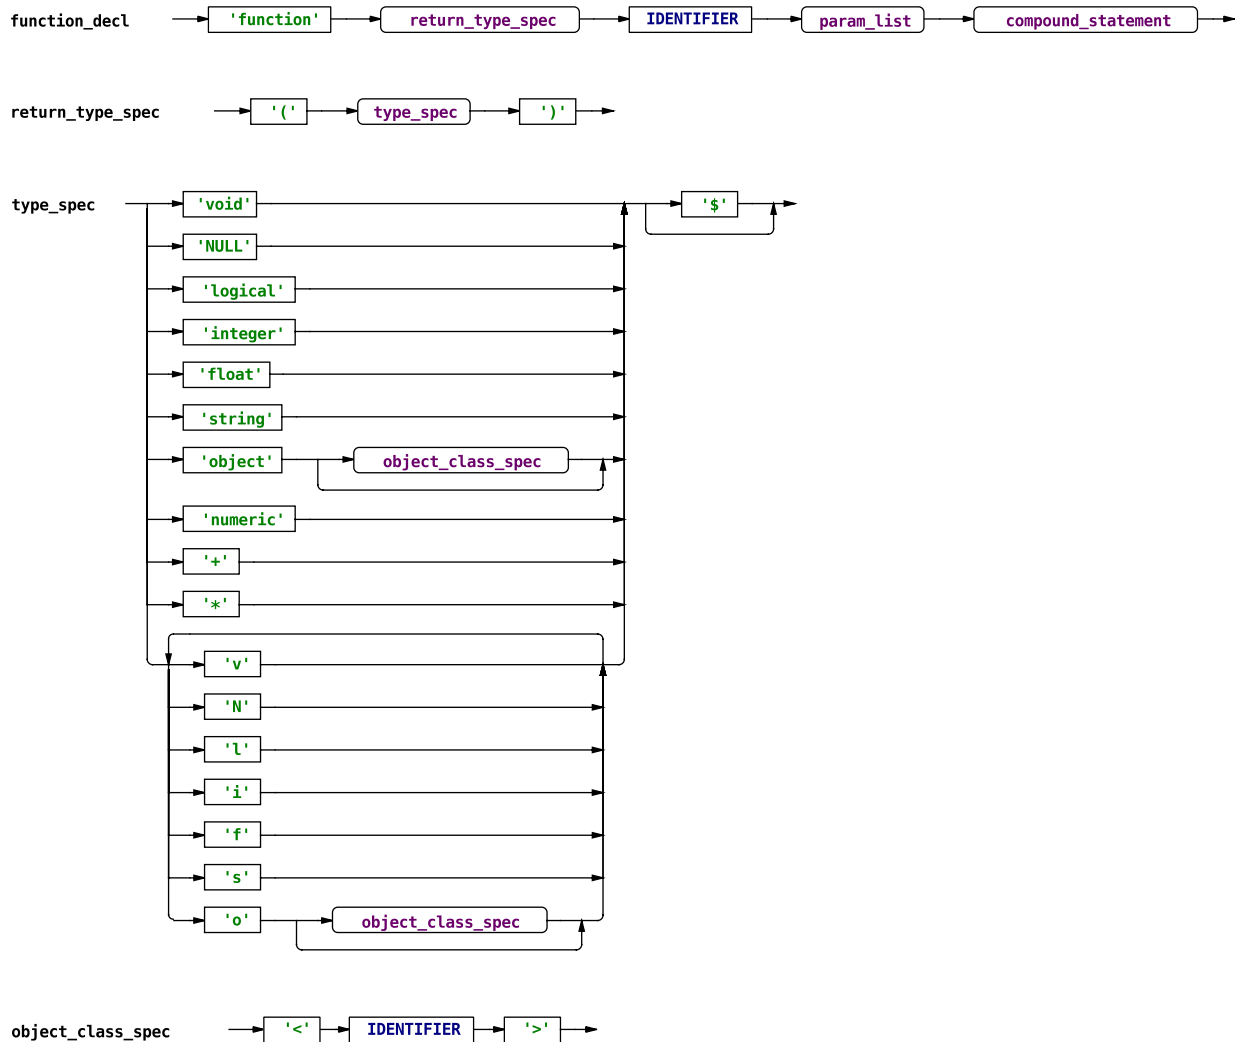 function_decl 'function' return_type_spec IDENTIFIER param_list compound_statement
return_type_spec '(' type_spec ')'
type_spec 'void' '$'
'NULL'
'logical'
'integer'
'float'
'string'
'object' object_class_spec
'numeric'
'+'
'*'
'v'
'N'
'l'
'i'
'f'
's'
'o' object_class_spec
object_class_spec '<' IDENTIFIER '>'